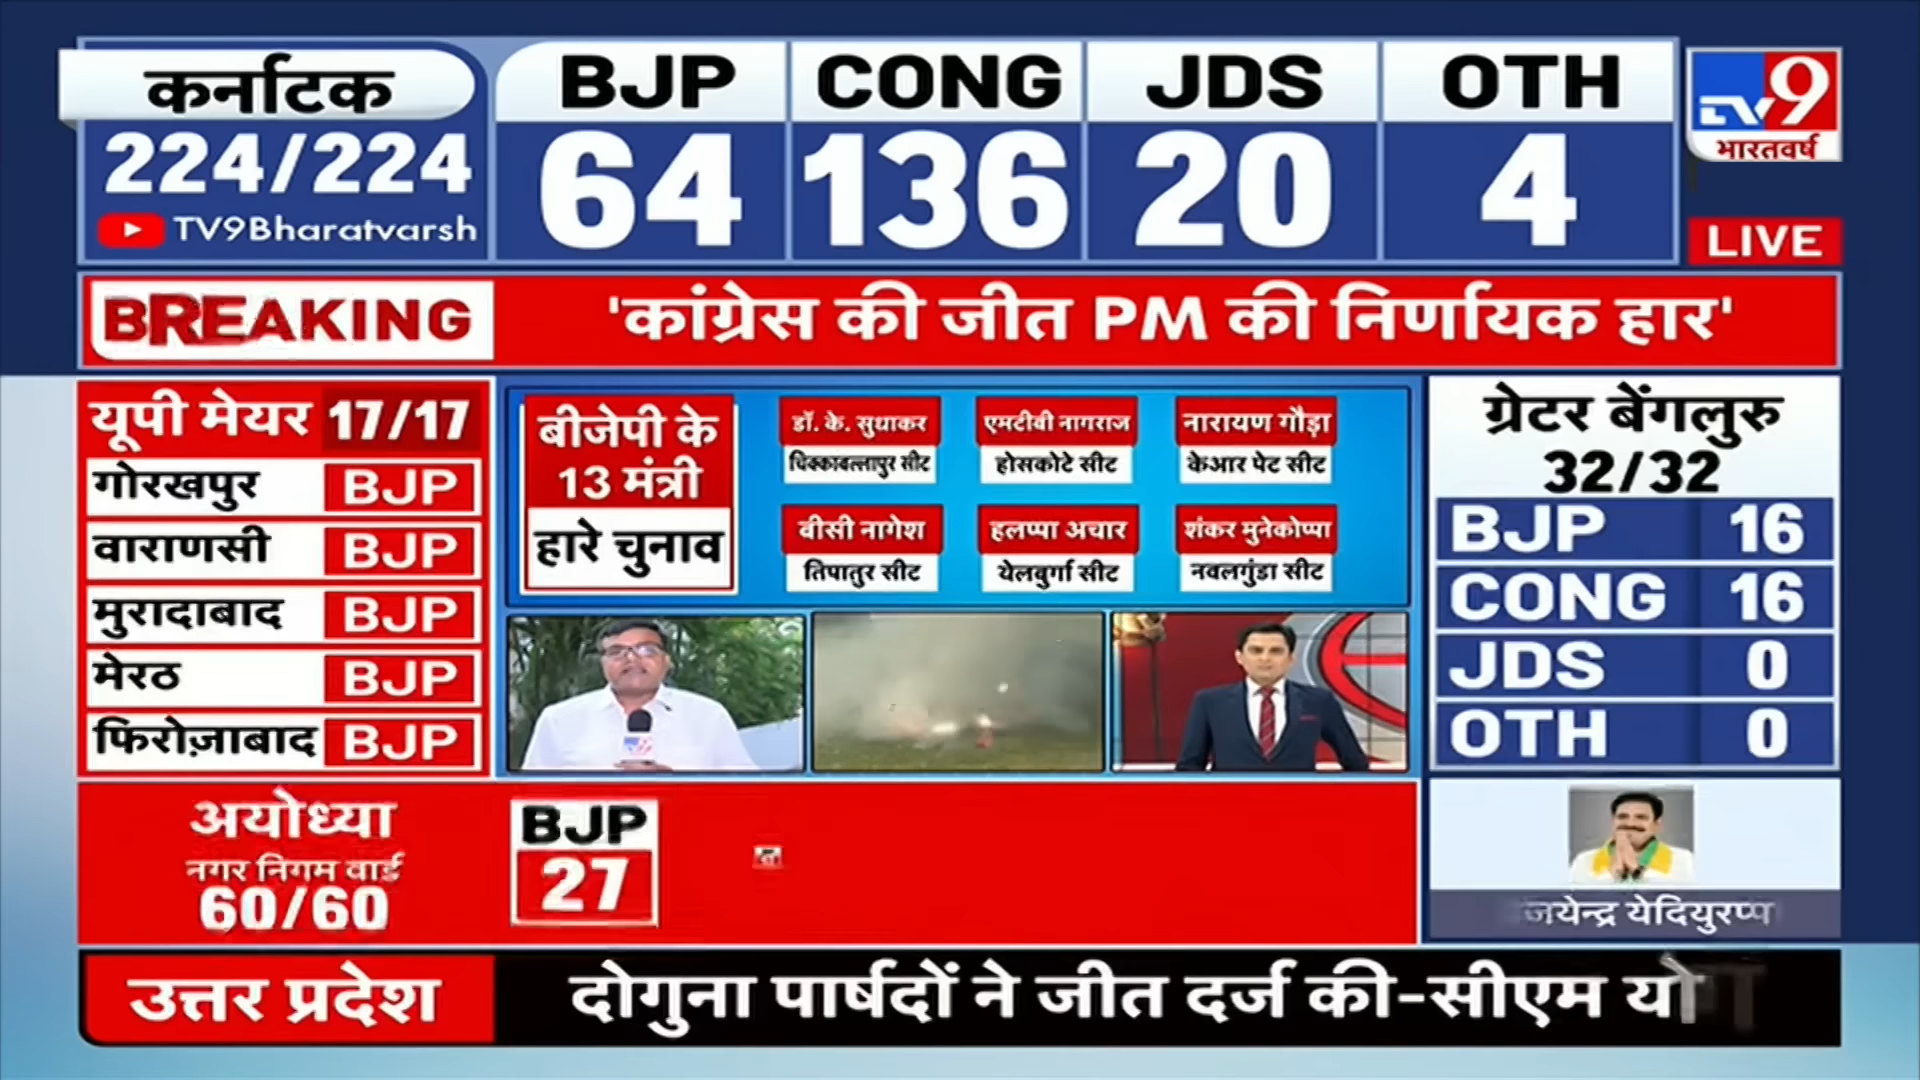 कर्नाटक
224/224
TV9Bharatvarsh
BJP CONG JDS OTH
64 136 20 4
TV9
भारतवर्ष
LIVE
BREAKING
'कांग्रेस की जीत PM की निर्णायक हार'
यूपी मेयर 17/17
गोरखपुर BJP
वाराणसी BJP
मुरादाबाद BJP
मेरठ BJP
फिरोज़ाबाद BJP
बीजेपी के
13 मंत्री
हारे चुनाव
डॉ. के. सुधाकर
चिक्काबल्लापुर सीट
एमटीवी नागराज
होसकोटे सीट
नारायण गौड़ा
केआर पेट सीट
बीसी नागेश
तिपातुर सीट
हलप्पा अचार
येलबुर्गा सीट
शंकर मुनेकोप्पा
नवलगुंडा सीट
ग्रेटर बेंगलुरु
32/32
BJP 16
CONG 16
JDS 0
OTH 0
अयोध्या
नगर निगम वार्ड
60/60
BJP
27
जयेन्द्र येदियुरप्प
उत्तर प्रदेश
दोगुना पार्षदों ने जीत दर्ज की-सीएम यो